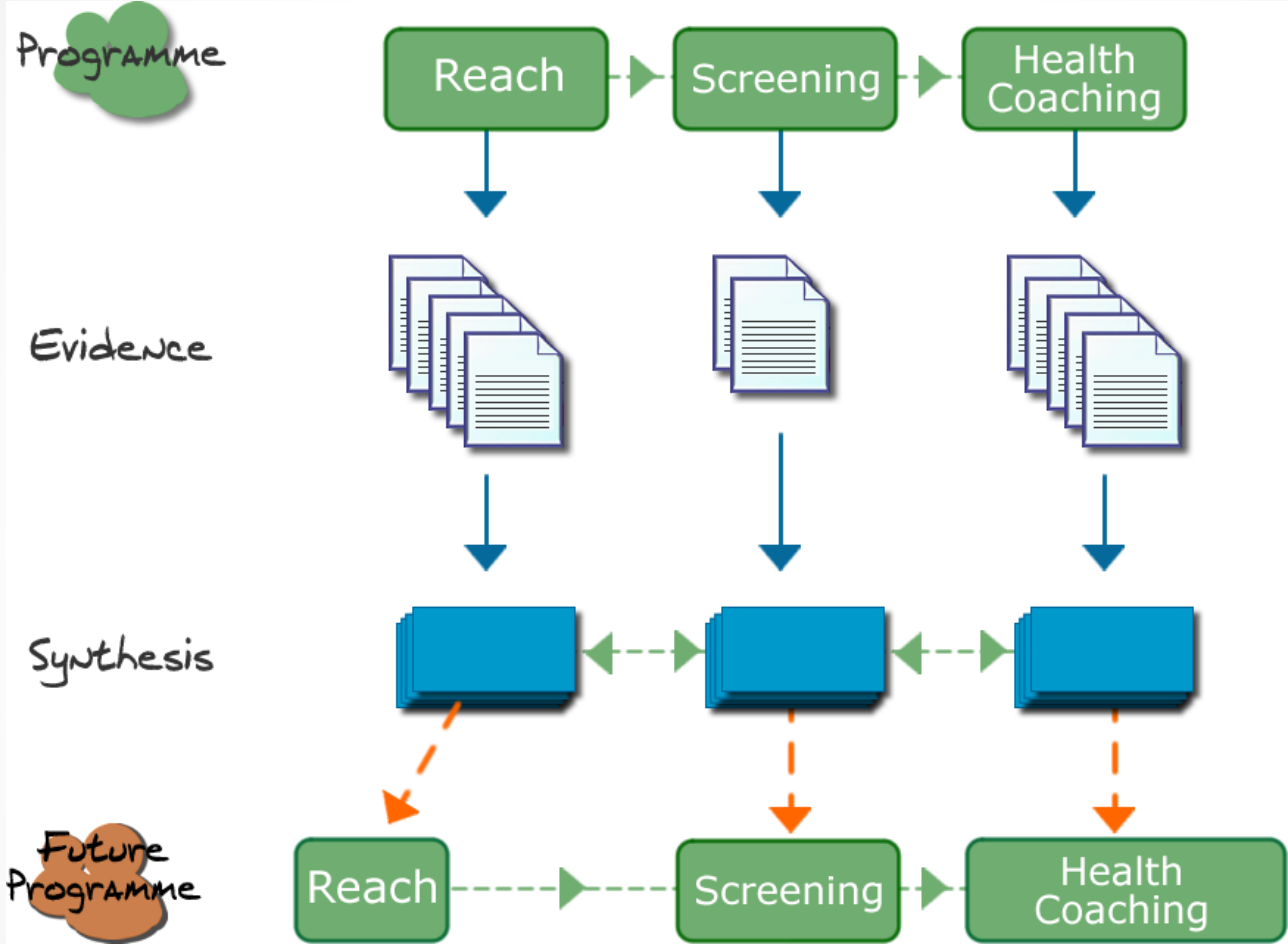 Programme
Reach
Screening
Health
Coaching
Evidence
Synthesis
Future
Programme
Reach
Screening
Health
Coaching